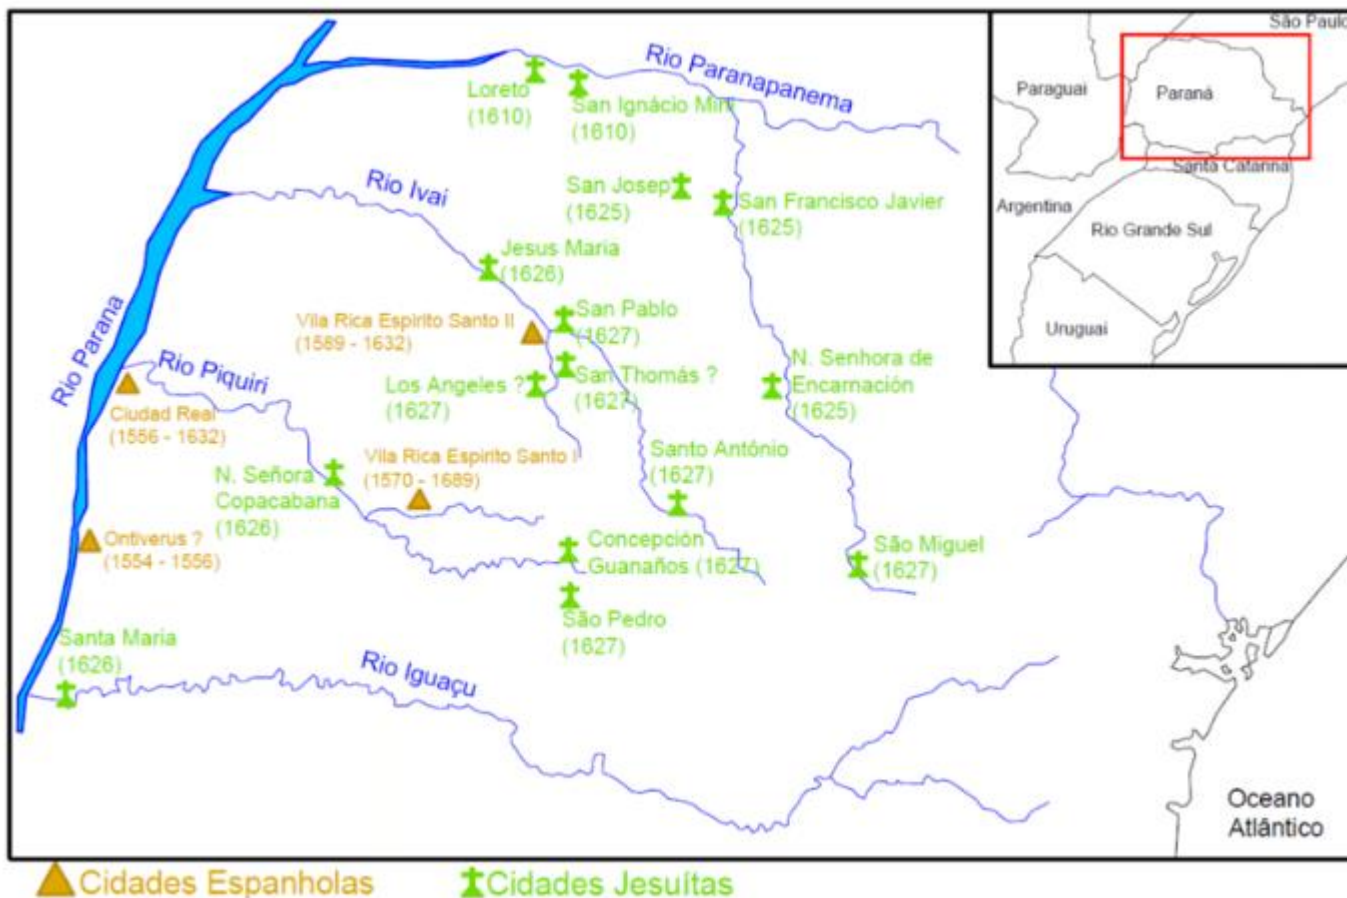 São Paulo
Rio Paranapanema
Loreto
(1610)
San Ignácio Mini
(1610)
Paraguai
Paraná
Santa Catarina
Argentina
Rio Grande Sul
Uruguai
Rio Ivai
San Josep
(1625)
San Francisco Javier
(1625)
Jesus Maria
(1626)
Vila Rica Espirito Santo II
(1589 - 1632)
San Pablo
(1627)
Rio Parana
Rio Piquiri
Los Angeles ?
(1627)
San Thomás ?
(1627)
N. Senhora de
Encarnación
(1625)
Ciudad Real
(1556 - 1632)
N. Señora
Copacabana
(1626)
Vila Rica Espirito Santo I
(1570 - 1689)
Santo Antônio
(1627)
Ontiverus ?
(1554 - 1556)
Concepción
Guanaños (1627)
São Miguel
(1627)
São Pedro
(1627)
Santa Maria
(1626)
Rio Iguaçu
Oceano
Atlântico
Cidades Espanholas
Cidades Jesuítas